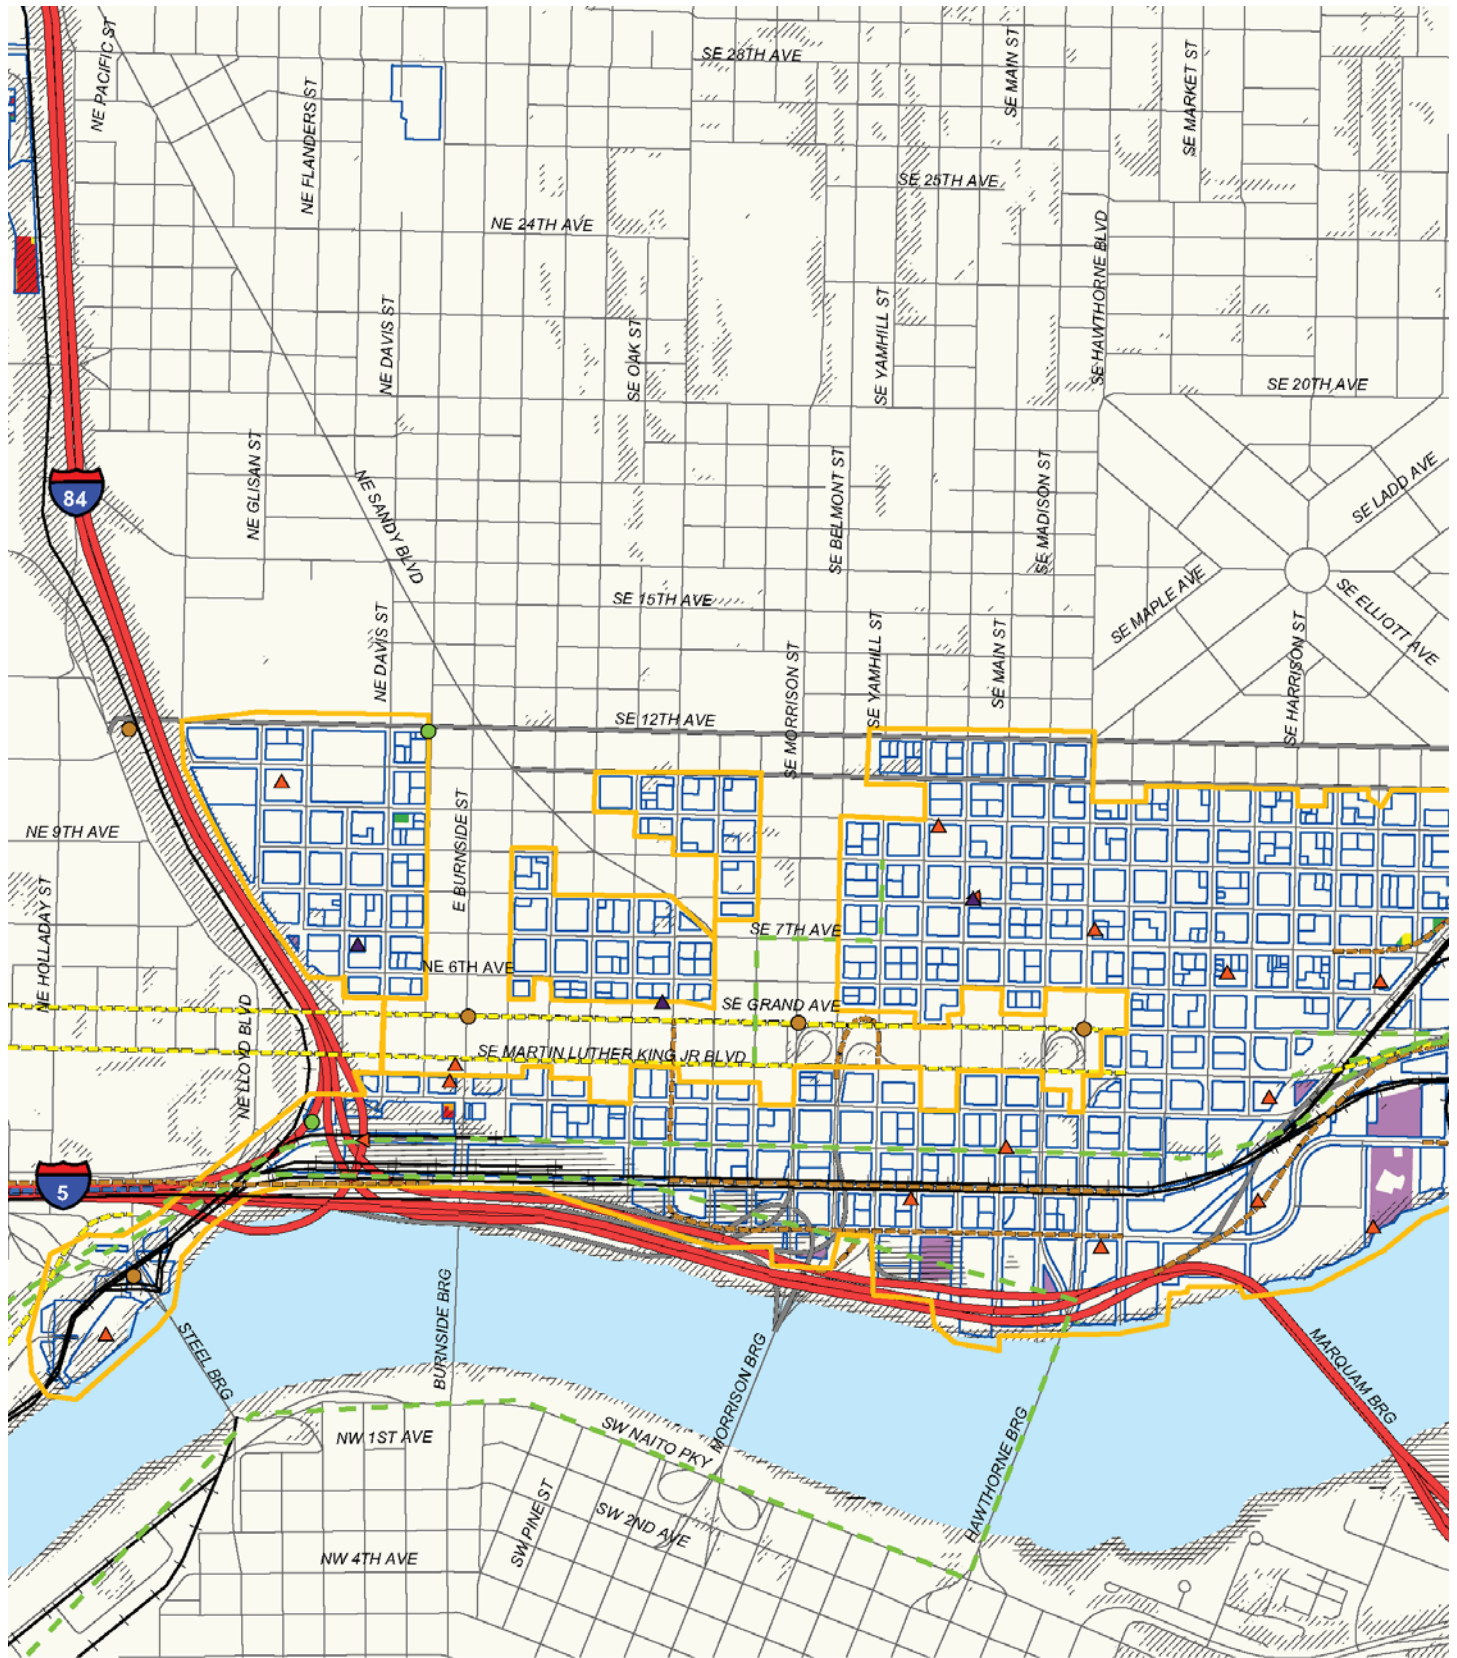 SE 28TH AVE
NE PACIFIC ST
SE MAIN ST
SE MARKET ST
NE FLANDERS ST
SE 25TH AVE
NE 24TH AVE
SE HAWTHORNE BLVD
NE DAVIS ST
SE OAK ST
SE YAMHILL ST
SE 20TH AVE
84
NE GLISAN ST
NE SANDY BLVD
SE BELMONT ST
SE MADISON ST
SE LADD AVE
SE 15TH AVE
SE MAPLE AVE
SE ELLIOTT AVE
NE DAVIS ST
SE MORRISON ST
SE YAMHILL ST
SE MAIN ST
SE HARRISON ST
SE 12TH AVE
NE 9TH AVE
E BURNSIDE ST
NE HOLLADAY ST
SE 7TH AVE
NE 6TH AVE
SE GRAND AVE
NE LLOYD BLVD
SE MARTIN LUTHER KING JR BLVD
5
STEEL BRG
BURNSIDE BRG
MORRISON BRG
MARQUAM BRG
HAWTHORNE BRG
NW 1ST AVE
SW NAITO PKY
SW PINE ST
SW 2ND AVE
NW 4TH AVE